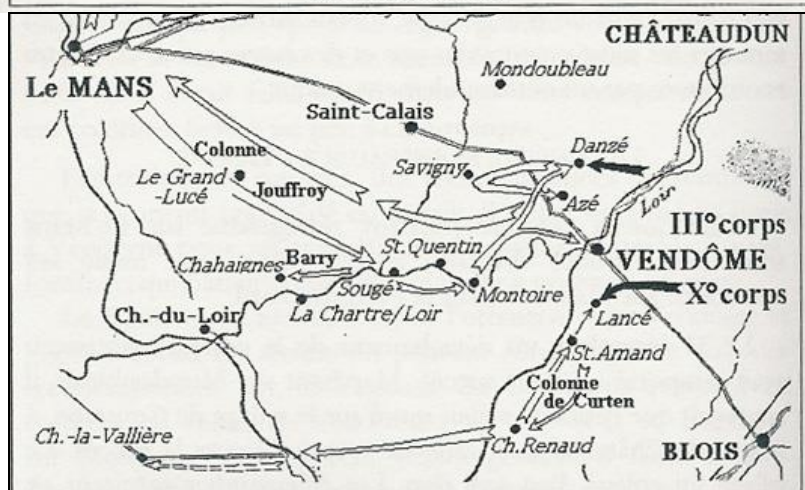 CHÂTEAUDUN
Mondoubleau
Le MANS
Saint-Calais
Colonne
Danzé
Le Grand
-Lucé
Jouffroy
Savigny
Azé
Loir
III° corps
St. Quentin
VENDÔME
Barry
Chahaignes
Sougé
Montoire
X° corps
Ch.-du-Loir
La Chartre/Loir
Lancé
St. Amand
Colonne
de Curten
Ch.-la-Vallière
Ch. Renaud
BLOIS